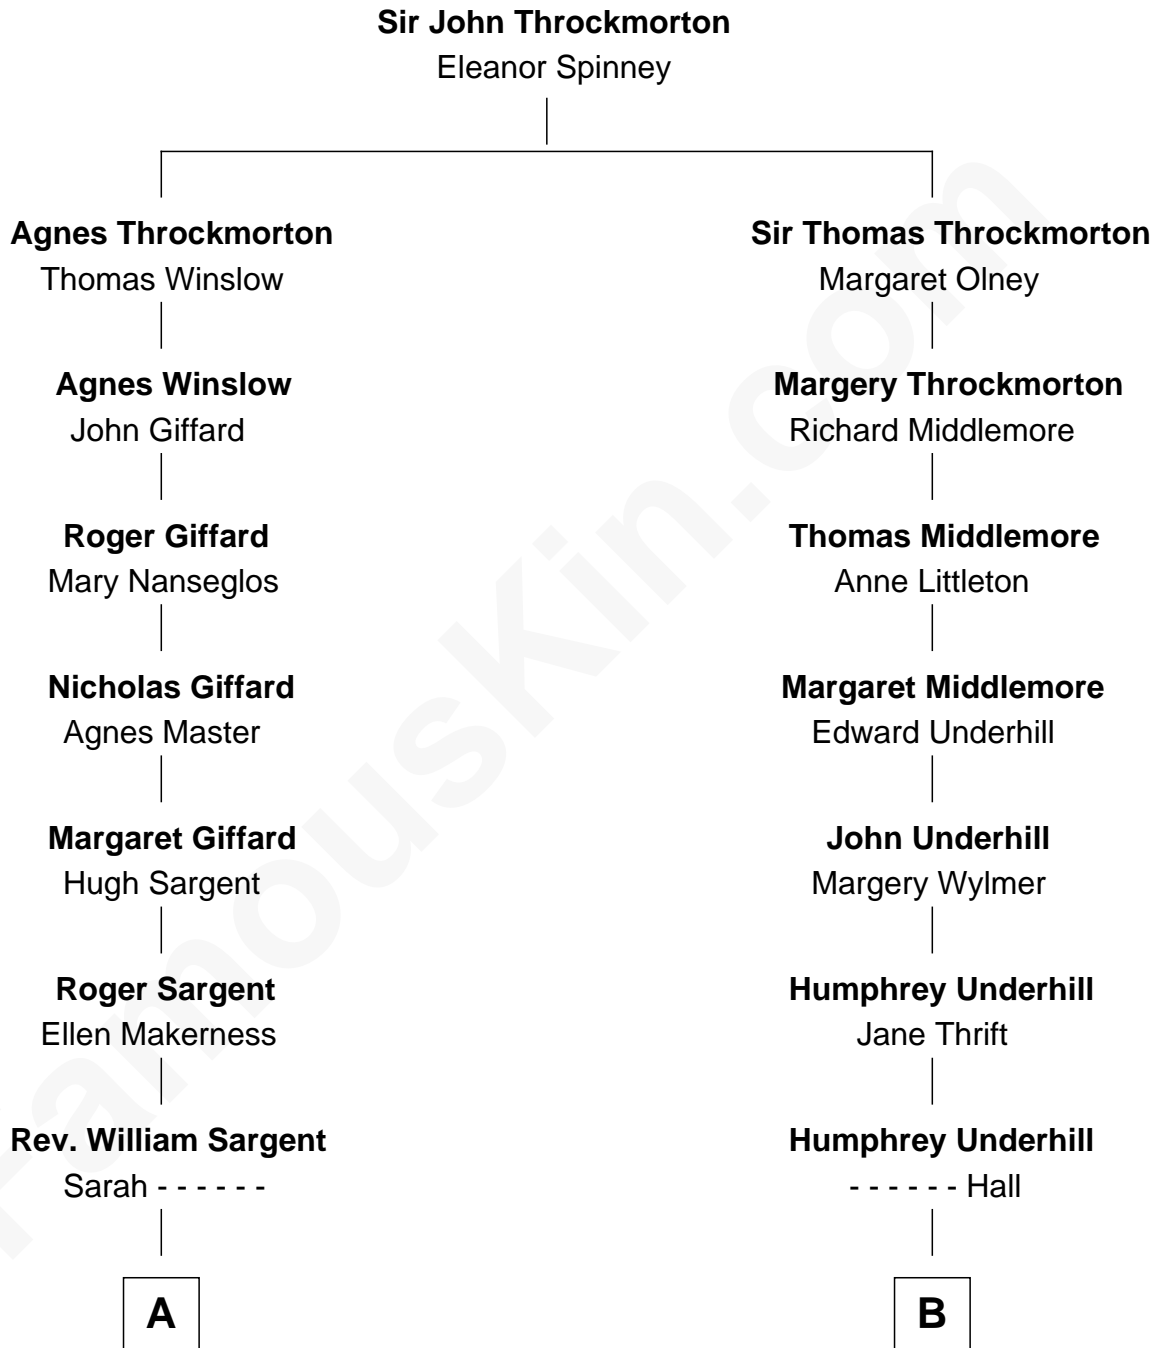 Sir John Throckmorton
Eleanor Spinney
Agnes Throckmorton
Thomas Winslow
Sir Thomas Throckmorton
Margaret Olney
Agnes Winslow
John Giffard
Margery Throckmorton
Richard Middlemore
Roger Giffard
Mary Nanseglos
Thomas Middlemore
Anne Littleton
Nicholas Giffard
Agnes Master
Margaret Middlemore
Edward Underhill
Margaret Giffard
Hugh Sargent
John Underhill
Margery Wylmer
Roger Sargent
Ellen Makerness
Humphrey Underhill
Jane Thrift
Rev. William Sargent
Sarah - - - - - -
Humphrey Underhill
- - - - - - Hall
A
B
FamousKin.com